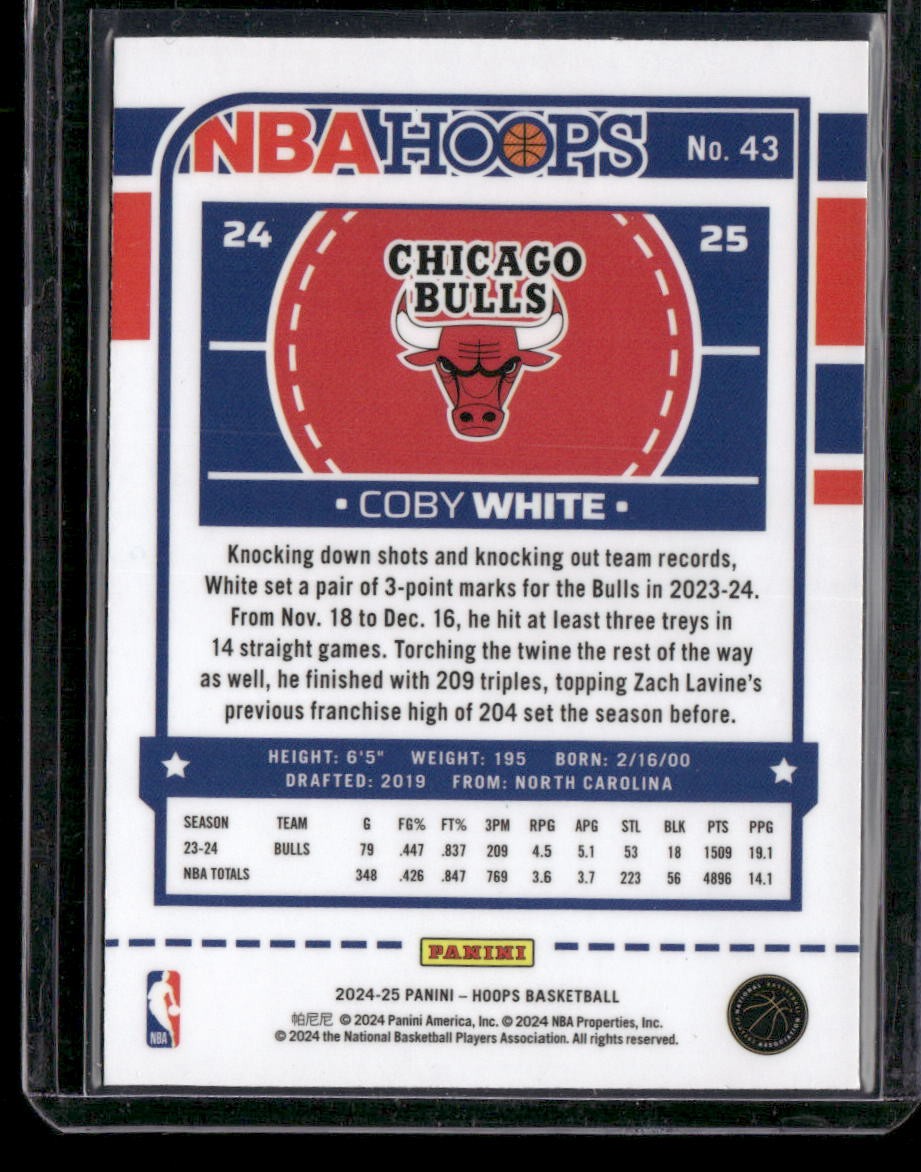 NBA HOOPS No. 43
24 25
CHICAGO
BULLS
• COBY WHITE •
Knocking down shots and knocking out team records,
White set a pair of 3-point marks for the Bulls in 2023-24.
From Nov. 18 to Dec. 16, he hit at least three treys in
14 straight games. Torching the twine the rest of the way
as well, he finished with 209 triples, topping Zach Lavine's
previous franchise high of 204 set the season before.
HEIGHT: 6'5" WEIGHT: 195 BORN: 2/16/00
DRAFTED: 2019 FROM: NORTH CAROLINA
SEASON TEAM G FG% FT% 3PM RPG APG STL BLK PTS PPG
23-24 BULLS 79 .447 .837 209 4.5 5.1 53 18 1509 19.1
NBA TOTALS 348 .426 .847 769 3.6 3.7 223 56 4896 14.1
PANINI
2024-25 PANINI – HOOPS BASKETBALL
帕尼尼 © 2024 Panini America, Inc. © 2024 NBA Properties, Inc.
© 2024 the National Basketball Players Association. All rights reserved.
NBA
NATIONAL BASKETBALL PLAYERS ASSOCIATION